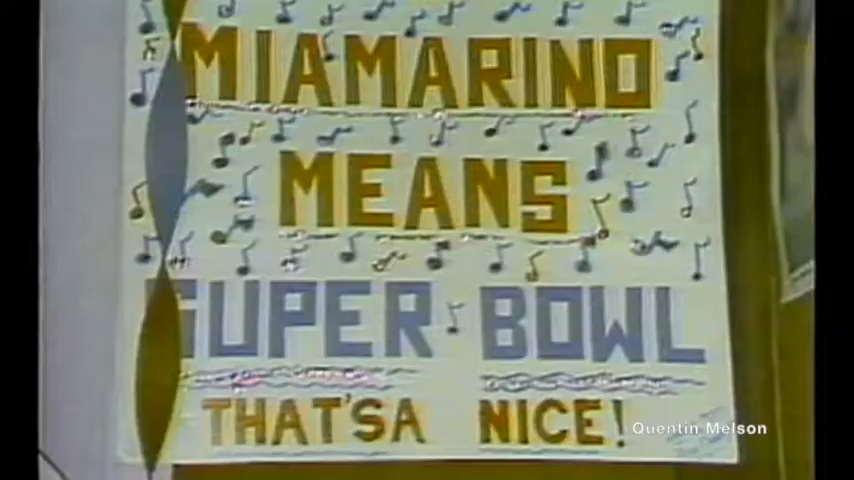 MIAMARINO
MEANS
SUPER BOWL
THAT'SA NICE!
Quentin Melson